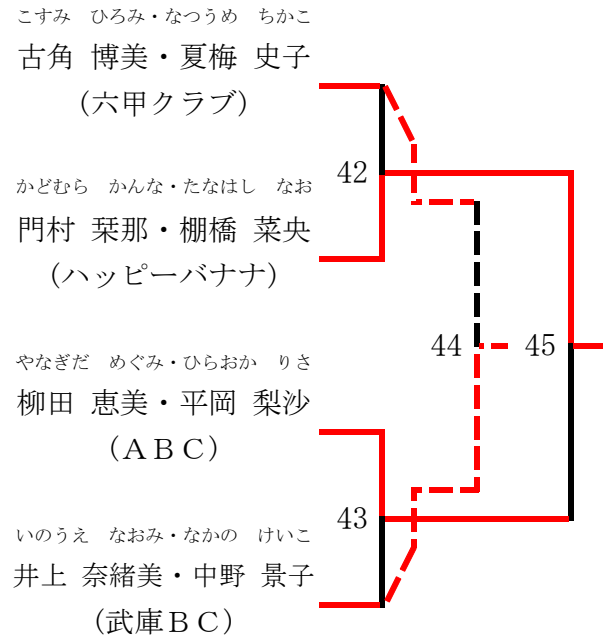 こすみ　ひろみ・なつうめ　ちかこ
古角 博美・夏梅 史子
（六甲クラブ）
42
かどむら　かんな・たなはし　なお
門村 栞那・棚橋 菜央
（ハッピーバナナ）
44 45
やなぎだ　めぐみ・ひらおか　りさ
柳田 恵美・平岡 梨沙
（ＡＢＣ）
43
いのうえ　なおみ・なかの　けいこ
井上 奈緒美・中野 景子
（武庫ＢＣ）